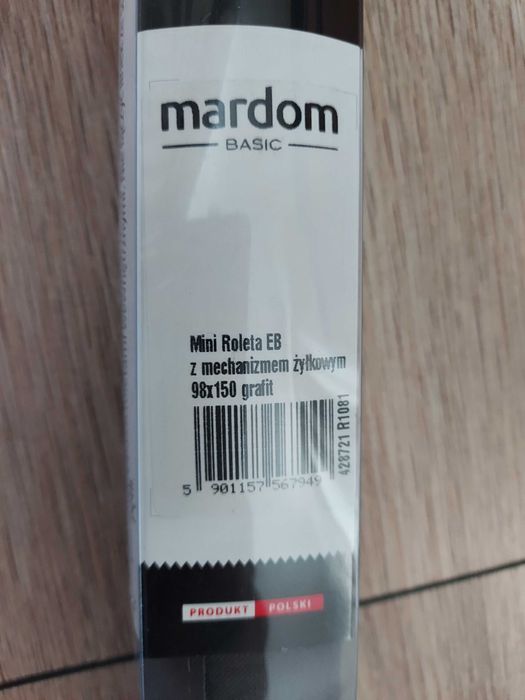 mardom
BASIC
Mini Roleta EB
z mechanizmem żyłkowym
98x150 grafit
428721 R1081
5 901157 567949
PRODUKT POLSKI